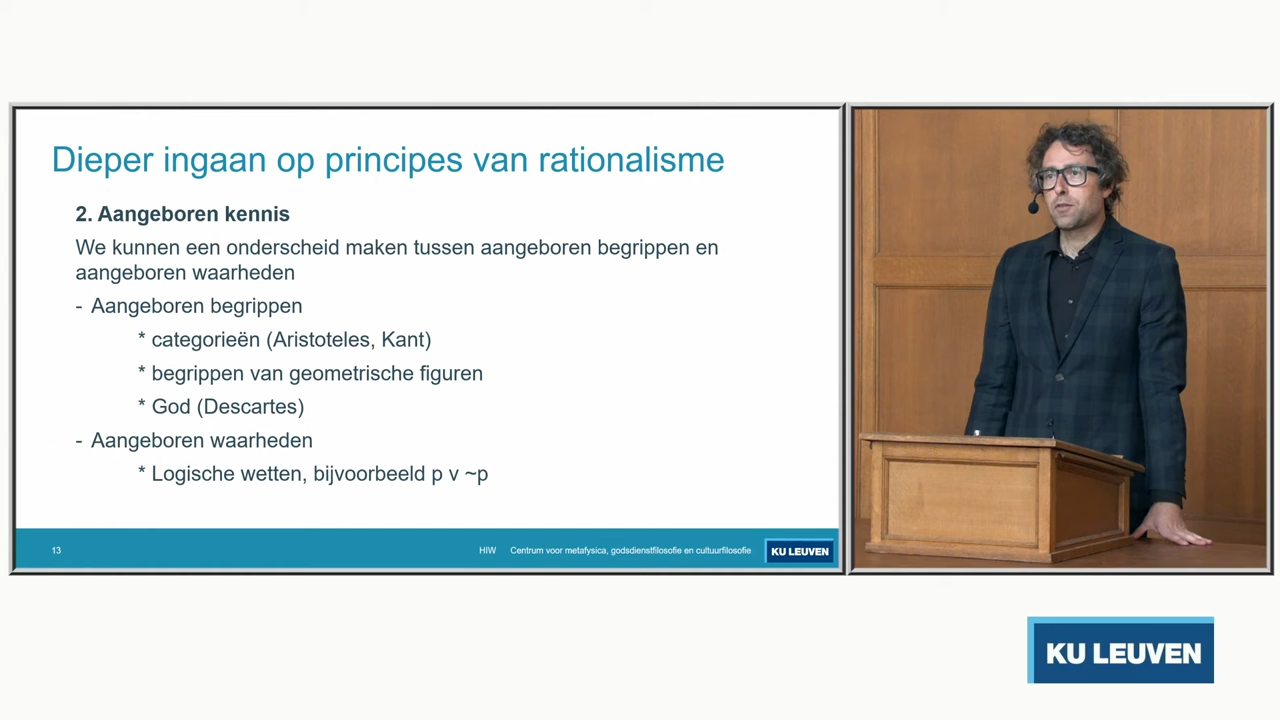 Dieper ingaan op principes van rationalisme
2. Aangeboren kennis
We kunnen een onderscheid maken tussen aangeboren begrippen en
aangeboren waarheden
- Aangeboren begrippen
* categorieën (Aristoteles, Kant)
* begrippen van geometrische figuren
* God (Descartes)
- Aangeboren waarheden
* Logische wetten, bijvoorbeeld p v ~p
13 HIW Centrum voor metafysica, godsdienstfilosofie en cultuurfilosofie KU LEUVEN
KU LEUVEN